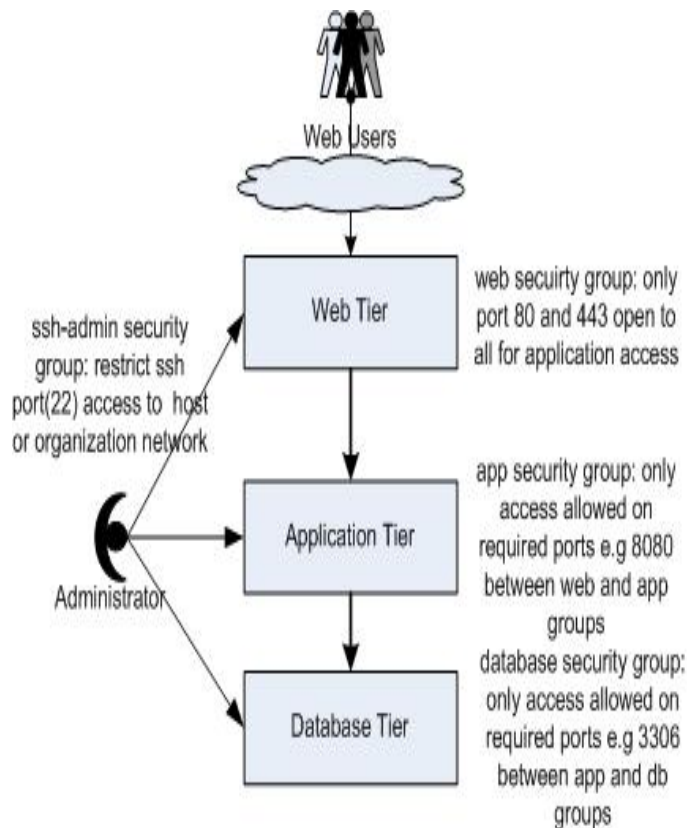 Web Users
Web Tier
web secuirty group: only
port 80 and 443 open to
all for application access
ssh-admin security
group: restrict ssh
port(22) access to host
or organization network
Administrator
Application Tier
app security group: only
access allowed on
required ports e.g 8080
between web and app
groups
Database Tier
database security group:
only access allowed on
required ports e.g 3306
between app and db
groups